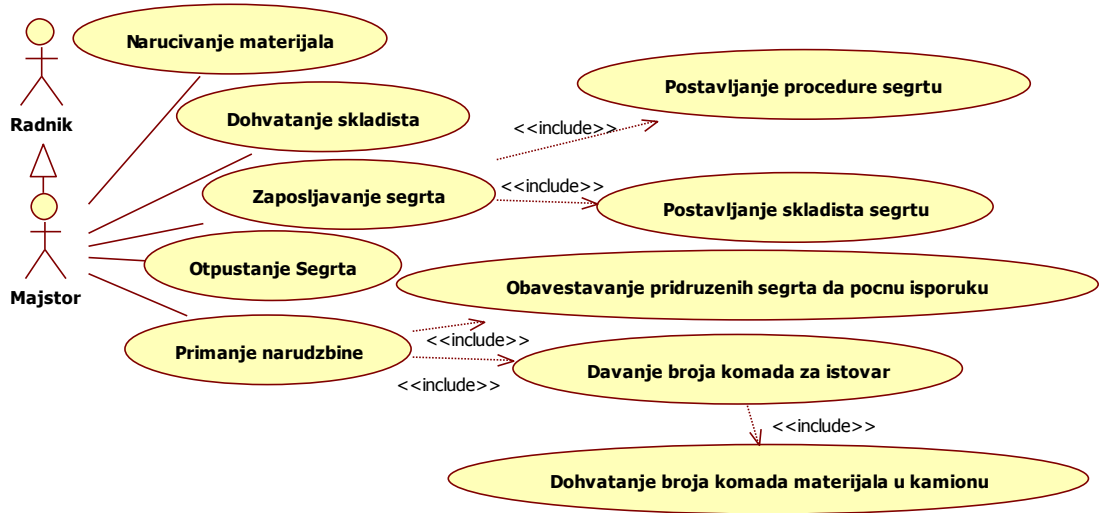 Narucivanje materijala
Radnik
Postavljanje procedure segrtu
Dohvatanje skladista
<<include>>
Zaposljavanje segrta
<<include>>
Postavljanje skladista segrtu
Otpustanje Segrta
Majstor
Obavestavanje pridruzenih segrta da pocnu isporuku
<<include>>
Primanje narudzbine
Davanje broja komada za istovar
<<include>>
<<include>>
Dohvatanje broja komada materijala u kamionu